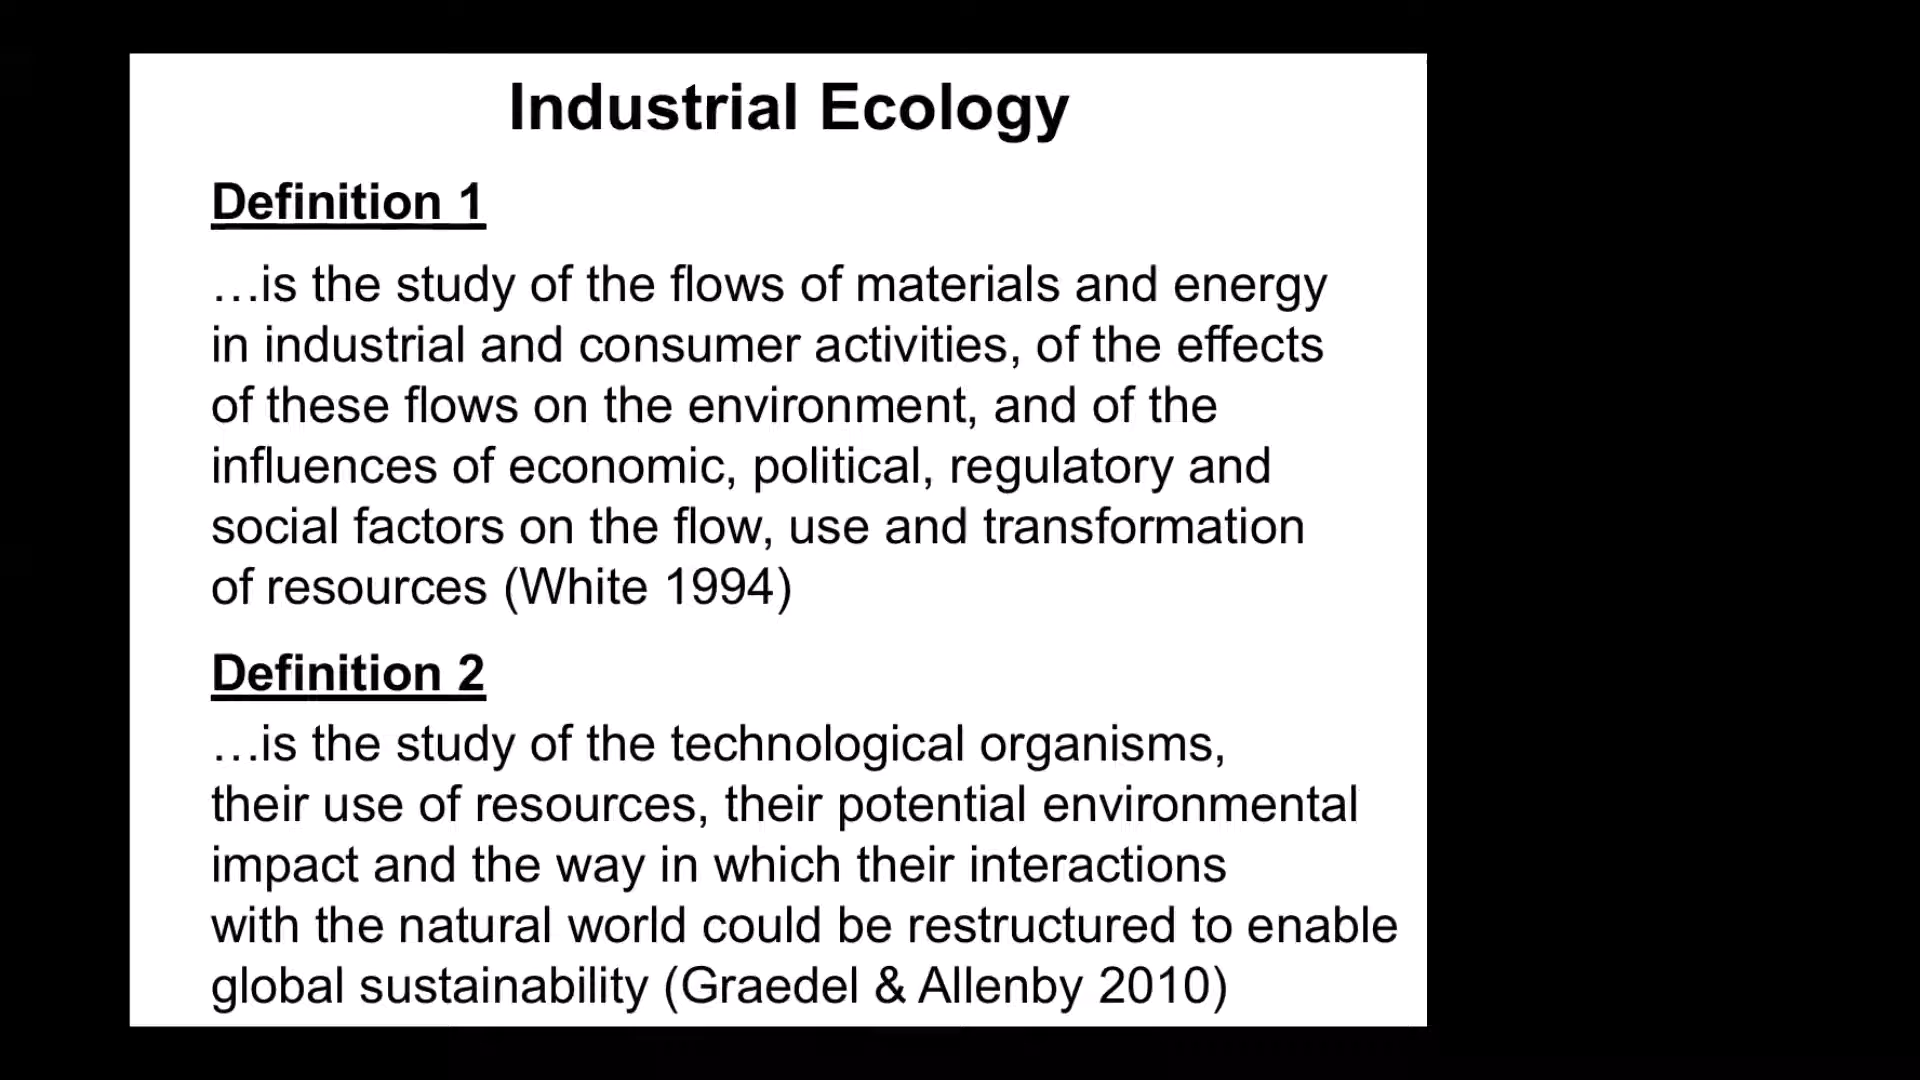 Industrial Ecology
Definition 1
…is the study of the flows of materials and energy
in industrial and consumer activities, of the effects
of these flows on the environment, and of the
influences of economic, political, regulatory and
social factors on the flow, use and transformation
of resources (White 1994)
Definition 2
…is the study of the technological organisms,
their use of resources, their potential environmental
impact and the way in which their interactions
with the natural world could be restructured to enable
global sustainability (Graedel & Allenby 2010)